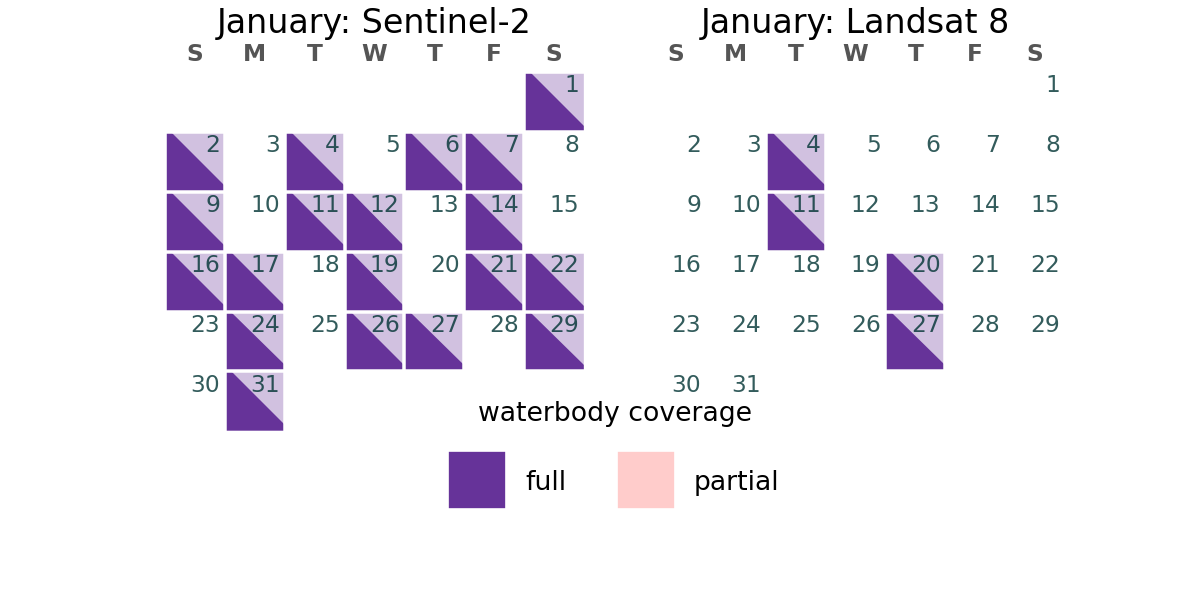 January: Sentinel-2
S M T W T F S
1
2 3 4 5 6 7 8
9 10 11 12 13 14 15
16 17 18 19 20 21 22
23 24 25 26 27 28 29
30 31
January: Landsat 8
S M T W T F S
1
2 3 4 5 6 7 8
9 10 11 12 13 14 15
16 17 18 19 20 21 22
23 24 25 26 27 28 29
30 31
waterbody coverage
full partial